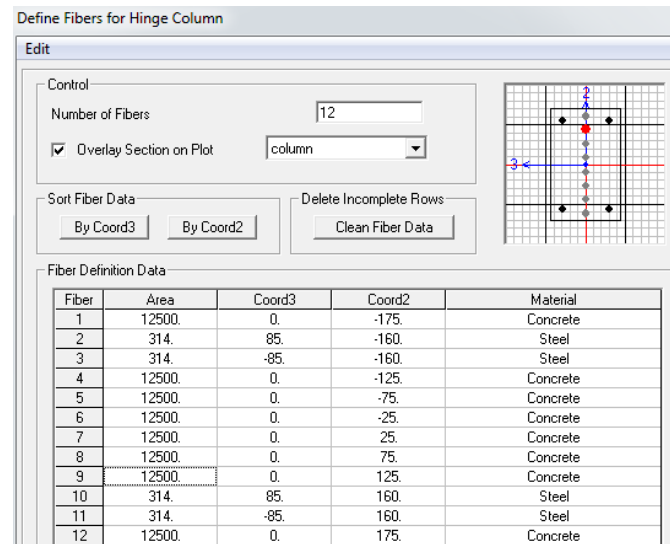 Define Fibers for Hinge Column
Edit
Control
Number of Fibers 12
Overlay Section on Plot column
Sort Fiber Data
By Coord3 By Coord2
Delete Incomplete Rows
Clean Fiber Data
2
3
Fiber Definition Data
Fiber Area Coord3 Coord2 Material
1 12500. 0. -175. Concrete
2 314. 85. -160. Steel
3 314. -85. -160. Steel
4 12500. 0. -125. Concrete
5 12500. 0. -75. Concrete
6 12500. 0. -25. Concrete
7 12500. 0. 25. Concrete
8 12500. 0. 75. Concrete
9 12500. 0. 125. Concrete
10 314. 85. 160. Steel
11 314. -85. 160. Steel
12 12500. 0. 175. Concrete